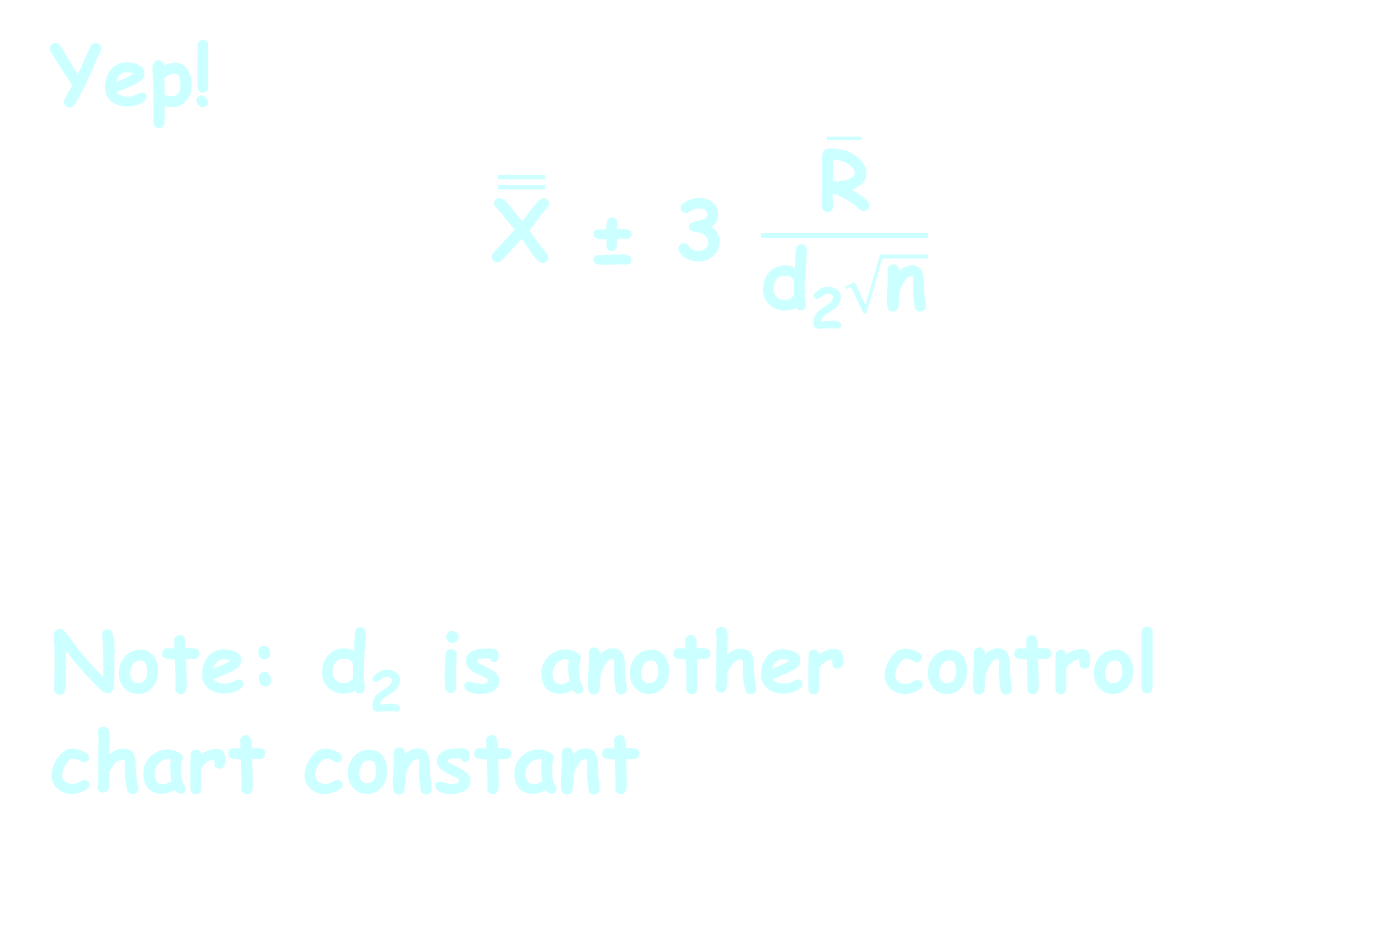 Yep!
X̿ ± 3 R̅ / d₂√n
Note: d₂ is another control
chart constant